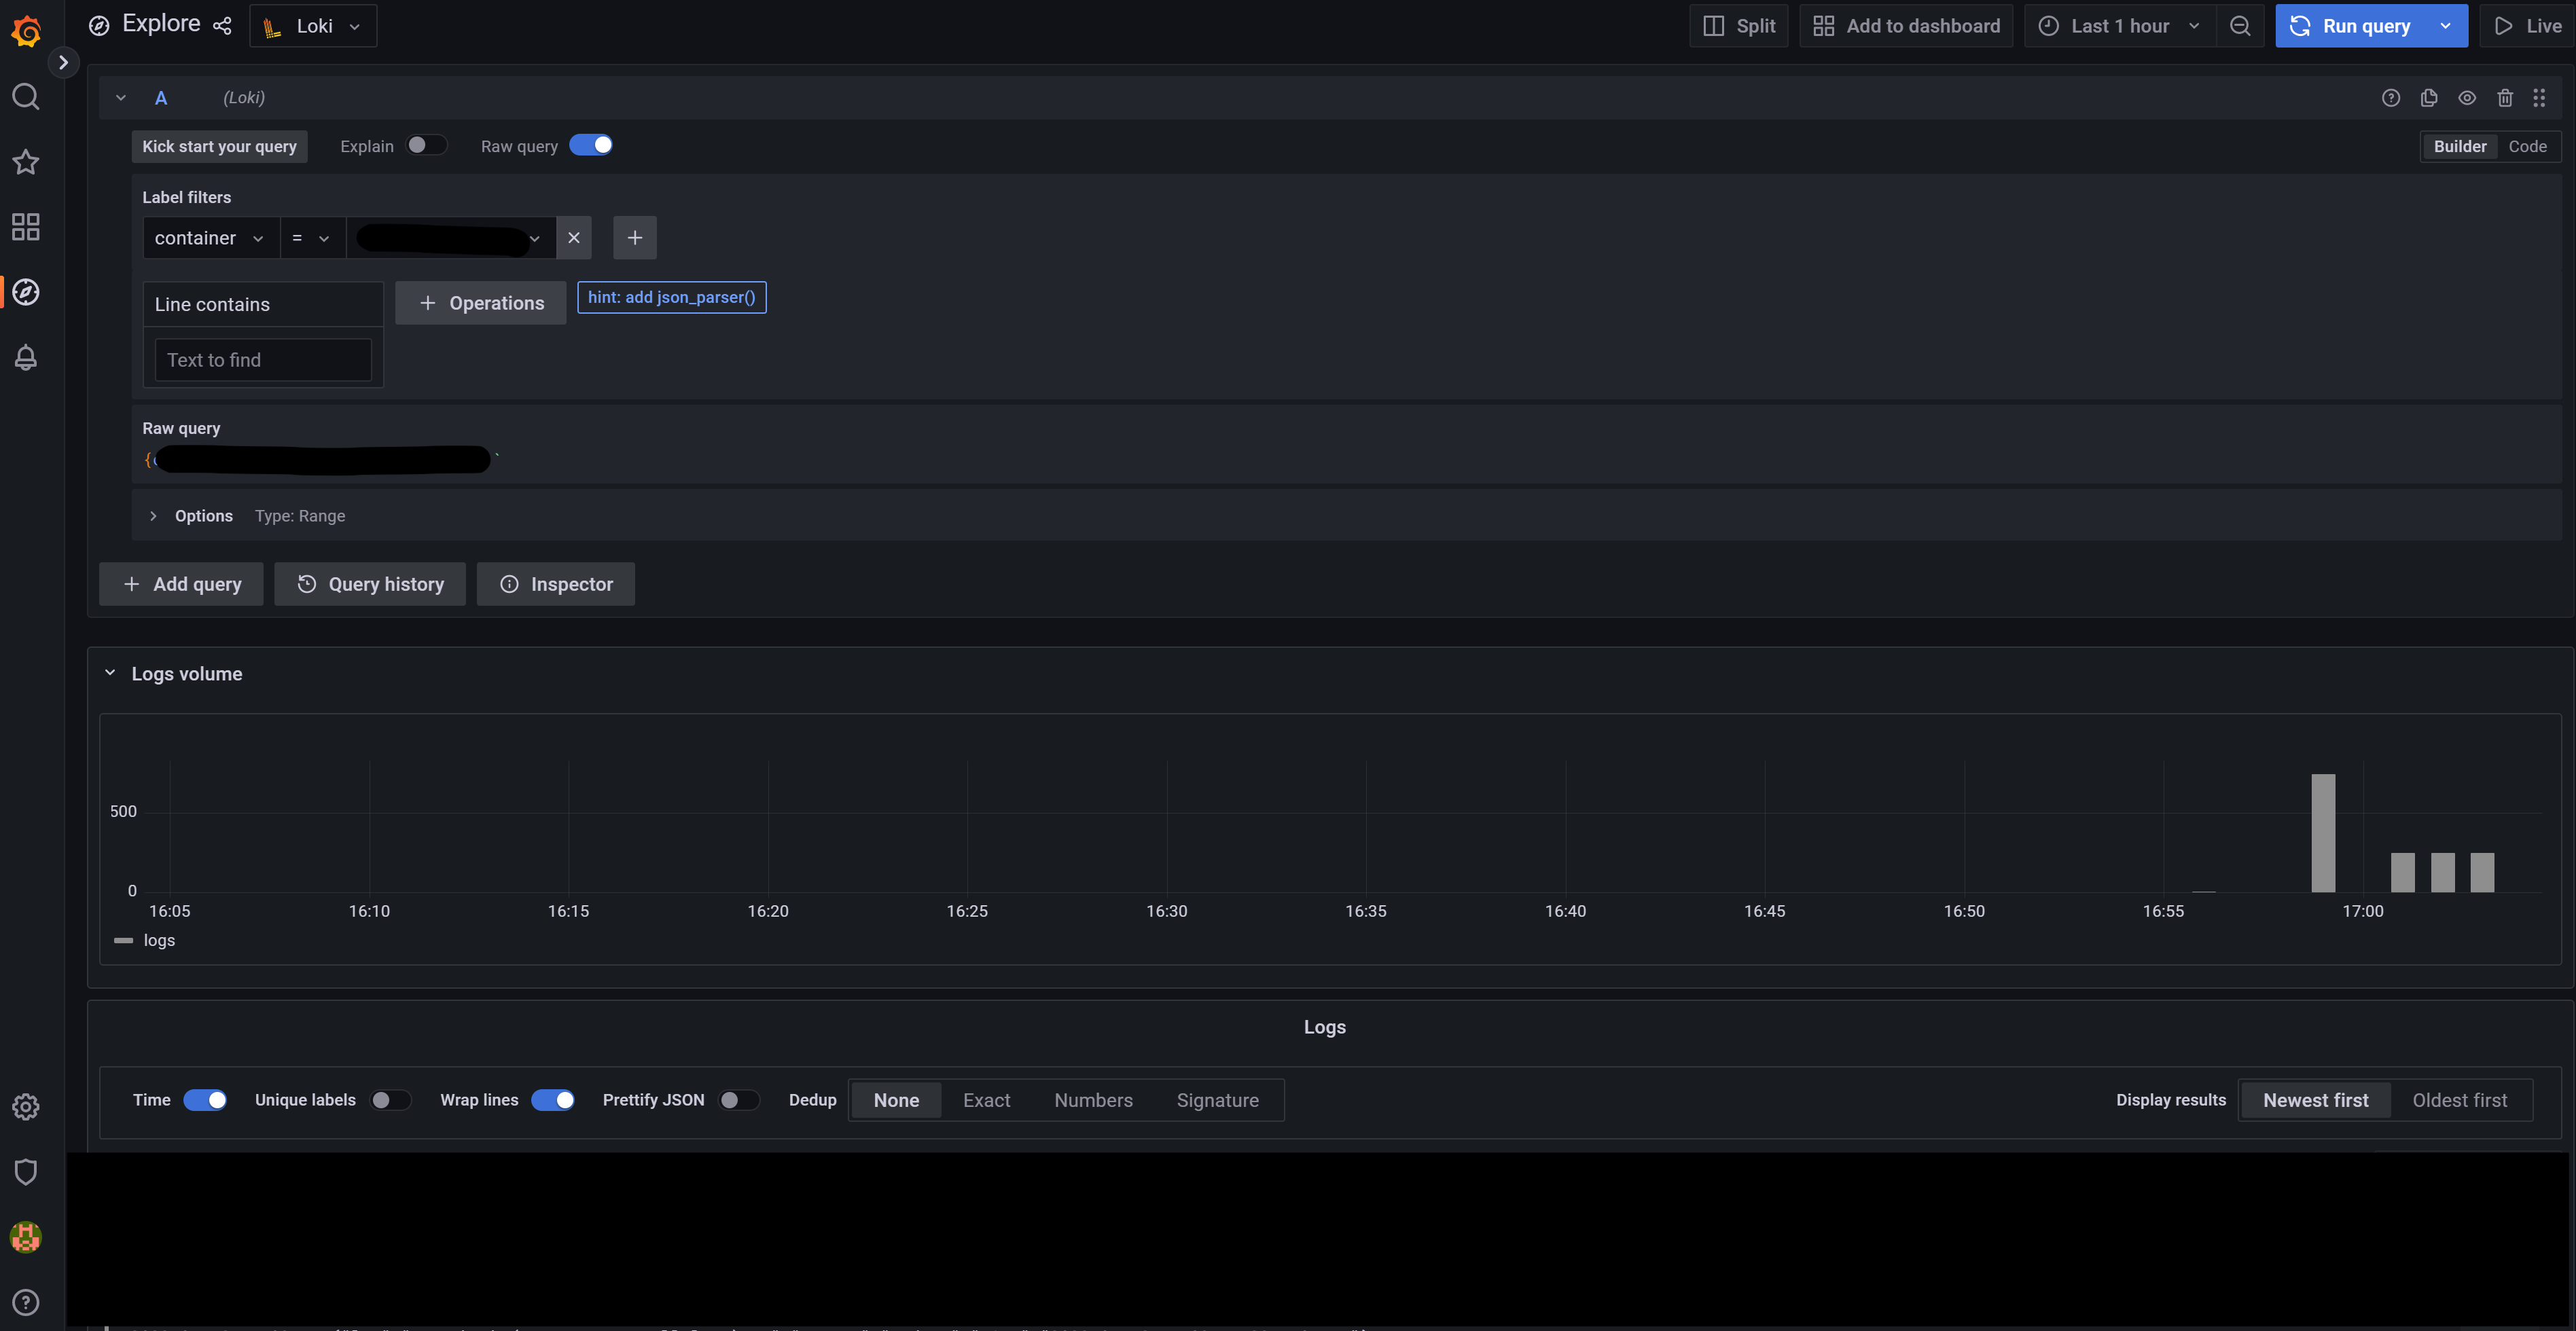 Explore Loki Split Add to dashboard Last 1 hour Run query Live
A (Loki)
Kick start your query Explain Raw query Builder Code
Label filters
container =
Line contains + Operations hint: add json_parser()
Text to find
Raw query
{
Options Type: Range
+ Add query Query history Inspector
Logs volume
500
0
16:05 16:10 16:15 16:20 16:25 16:30 16:35 16:40 16:45 16:50 16:55 17:00
logs
Logs
Time Unique labels Wrap lines Prettify JSON Dedup None Exact Numbers Signature Display results Newest first Oldest first